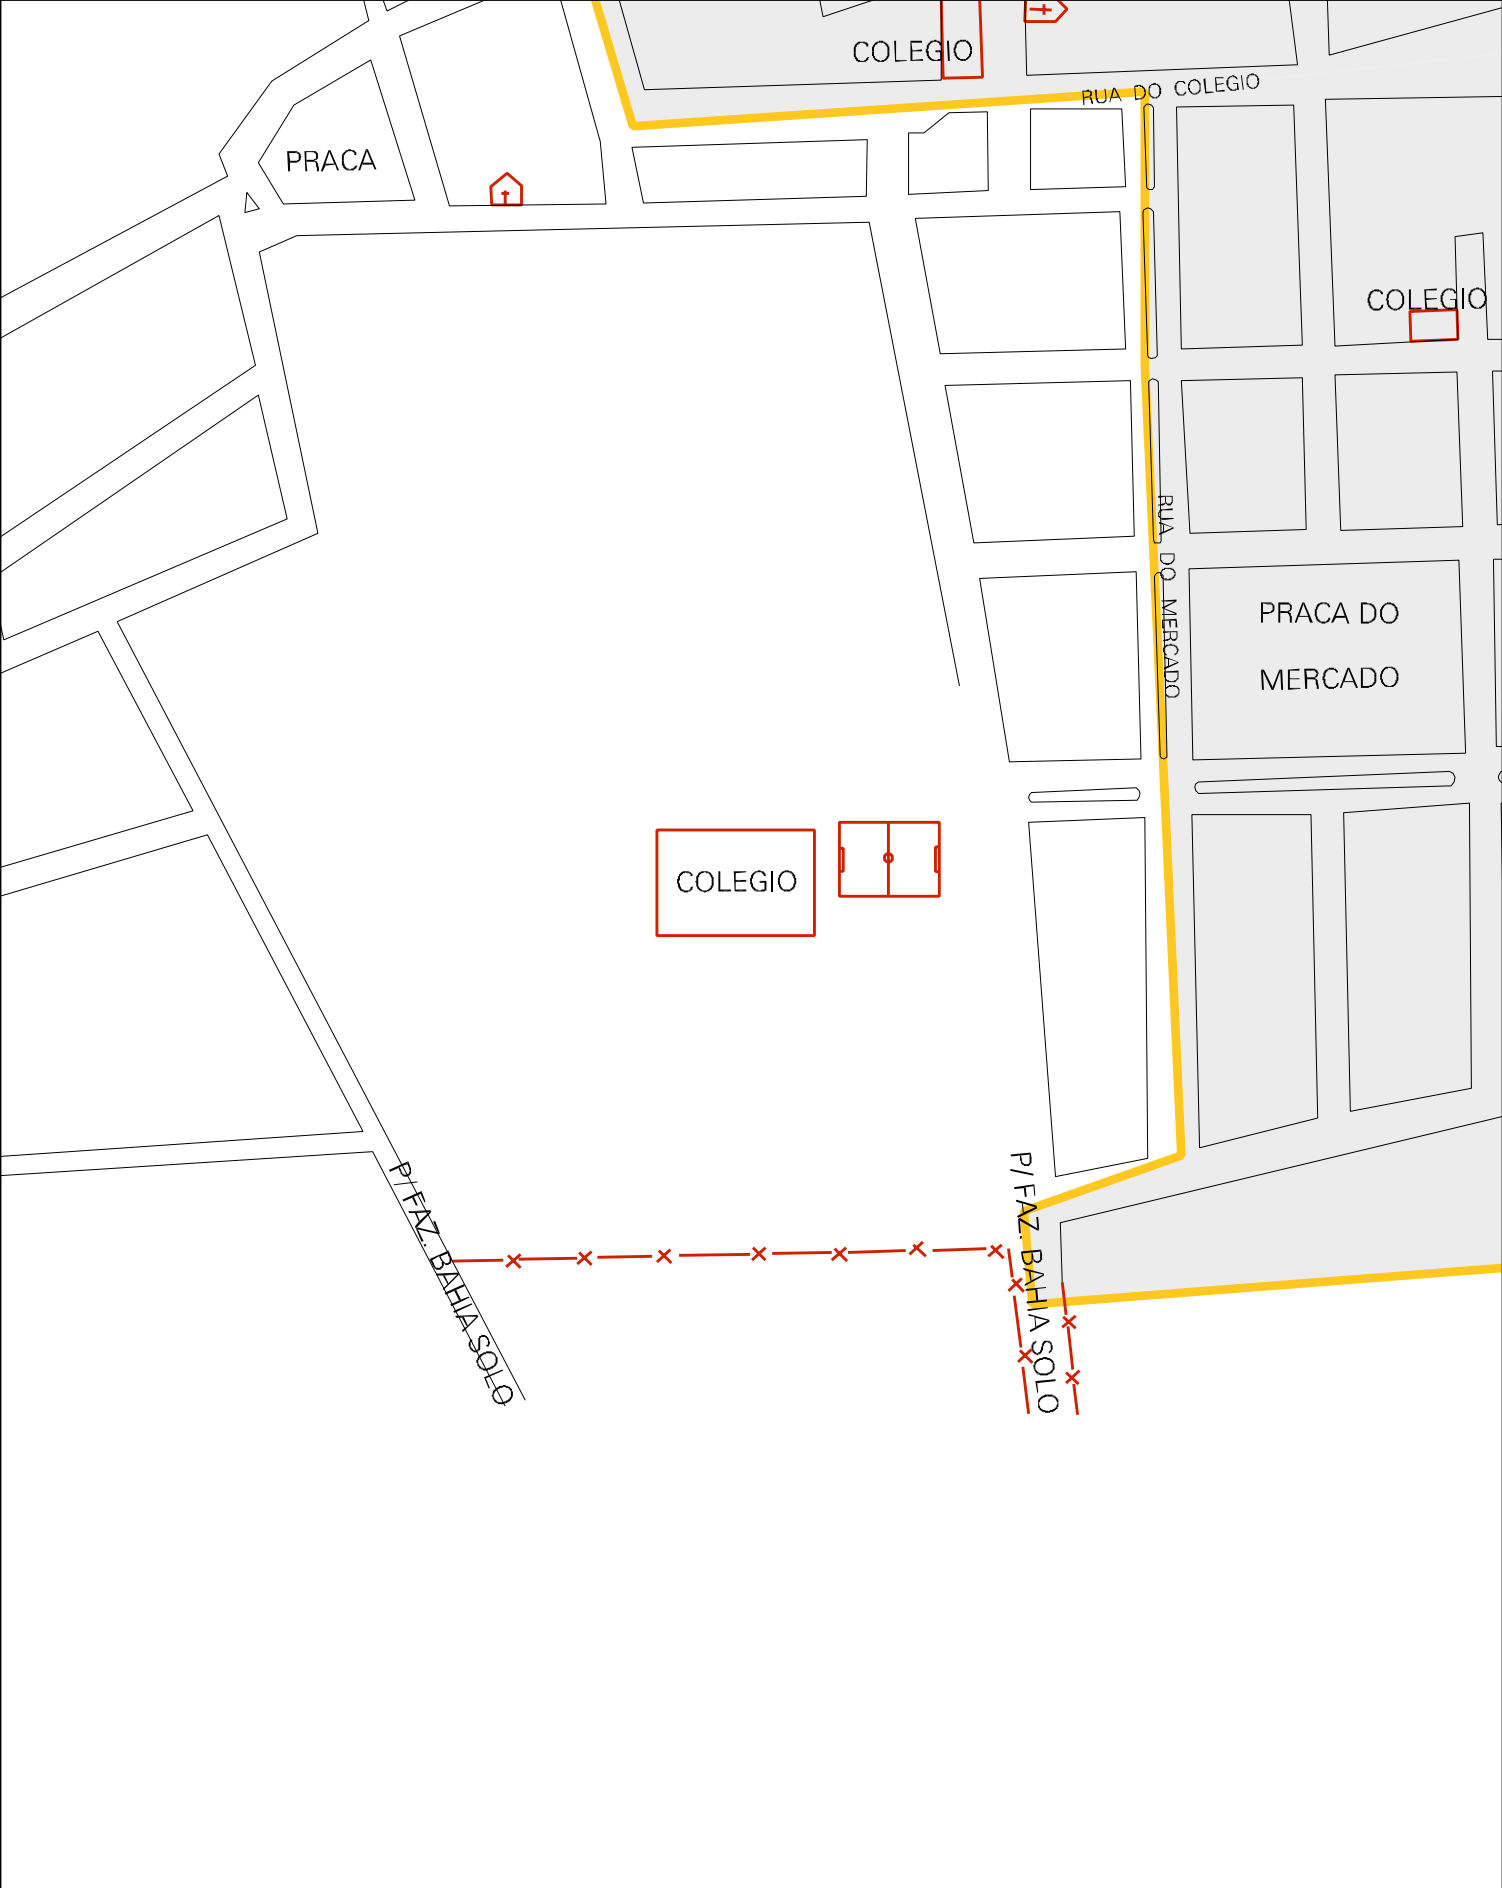 COLEGIO
RUA DO COLEGIO
PRACA
COLEGIO
RUA DO MERCADO
PRACA DO
MERCADO
COLEGIO
P/ FAZ. BAHIA SOLO
P/ FAZ. BAHIA SOLO